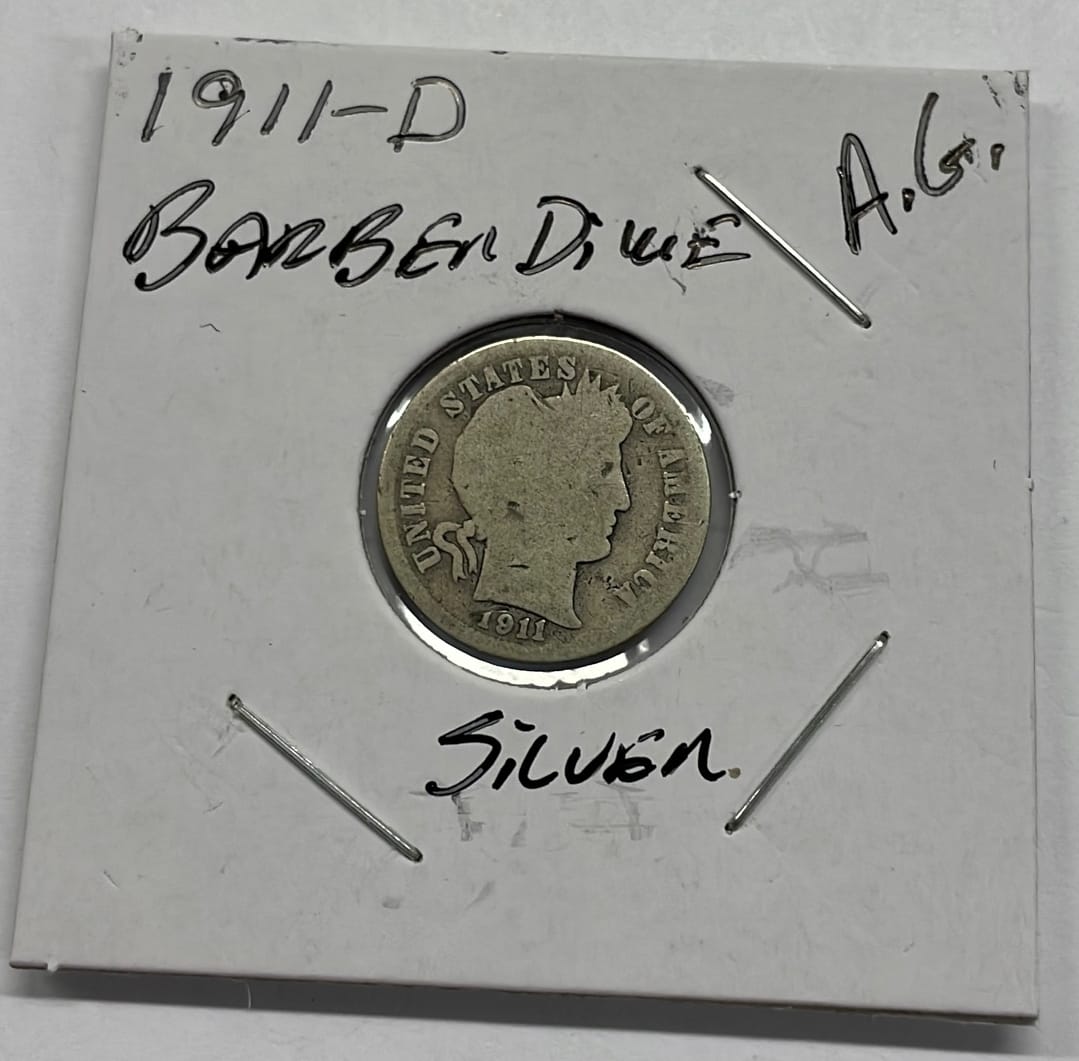 1911-D
A.G.
BARBER DIME
UNITED STATES OF AMERICA
1911
SILVER.